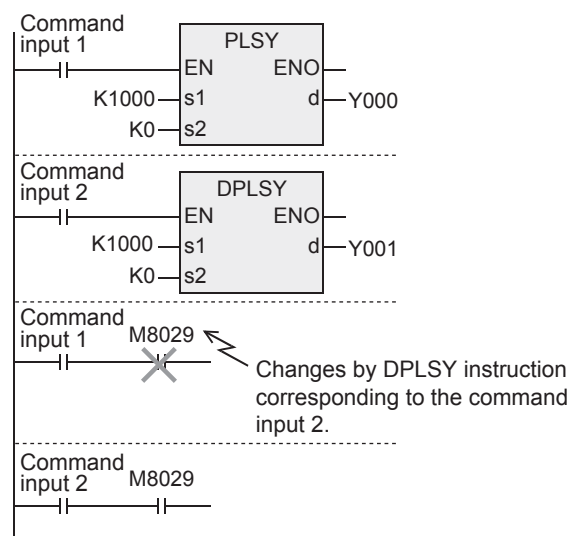 Command
input 1
PLSY
EN ENO
K1000 s1 d Y000
K0 s2
Command
input 2
DPLSY
EN ENO
K1000 s1 d Y001
K0 s2
Command
input 1 M8029
Changes by DPLSY instruction
corresponding to the command
input 2.
Command
input 2 M8029